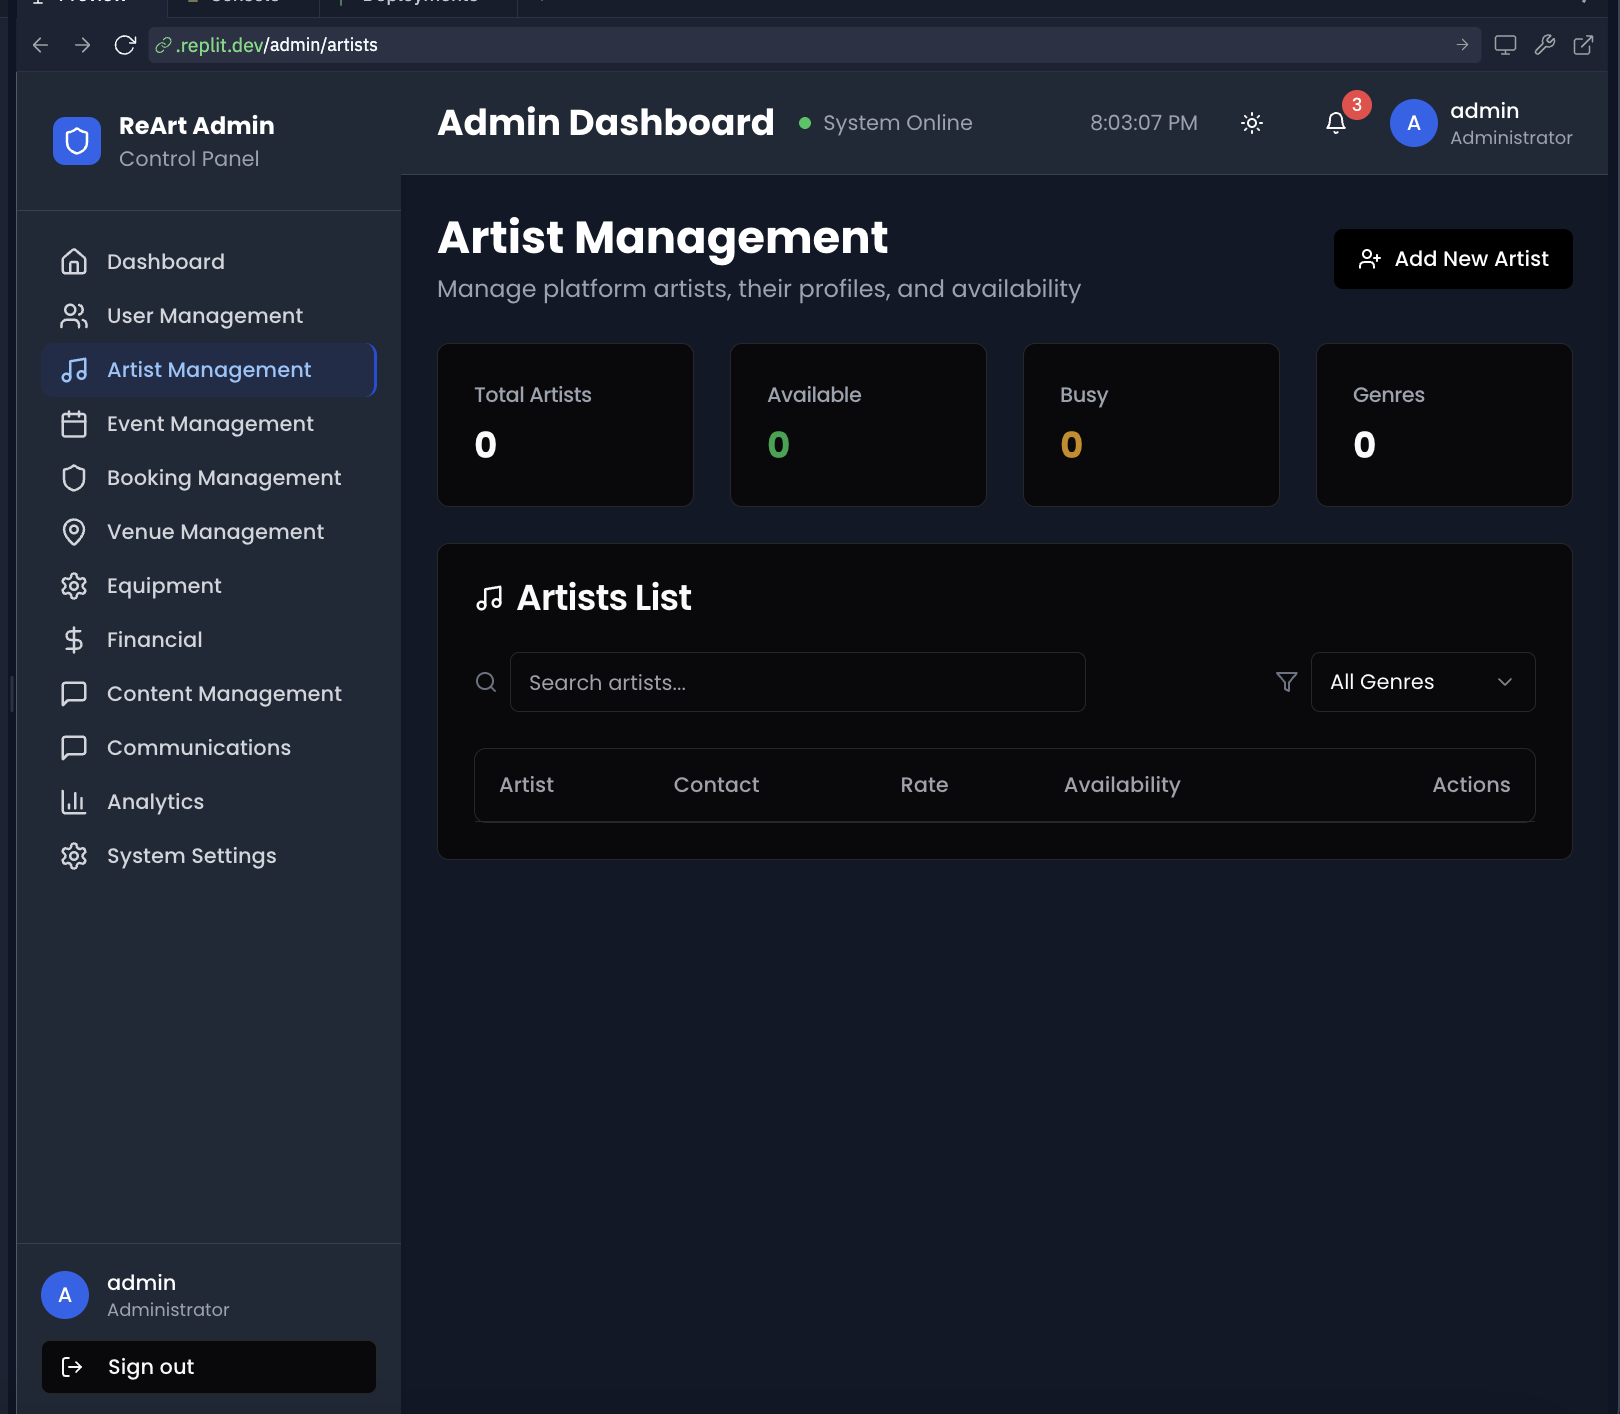 .replit.dev/admin/artists
ReArt Admin
Control Panel
Admin Dashboard
System Online
8:03:07 PM
3
A
admin
Administrator
Dashboard
User Management
Artist Management
Event Management
Booking Management
Venue Management
Equipment
Financial
Content Management
Communications
Analytics
System Settings
A
admin
Administrator
Sign out
Artist Management
Manage platform artists, their profiles, and availability
Add New Artist
Total Artists
0
Available
0
Busy
0
Genres
0
Artists List
Search artists...
All Genres
Artist Contact Rate Availability Actions